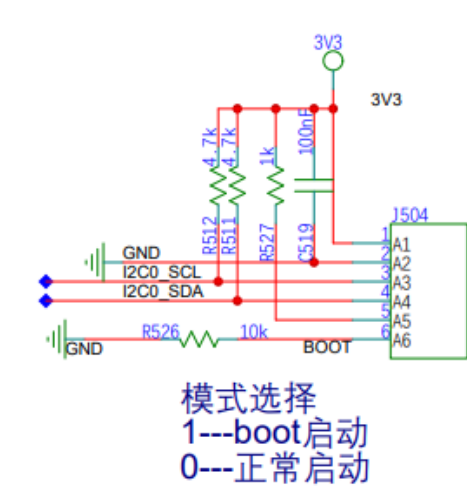 3V3
3V3
4.7k
4.7k
1k
100nF
R512
R511
R527
C519
J504
GND
I2C0_SCL
I2C0_SDA
1 A1
2 A2
3 A3
4 A4
5 A5
6 A6
GND
R526
10k
BOOT
模式选择
1---boot启动
0---正常启动